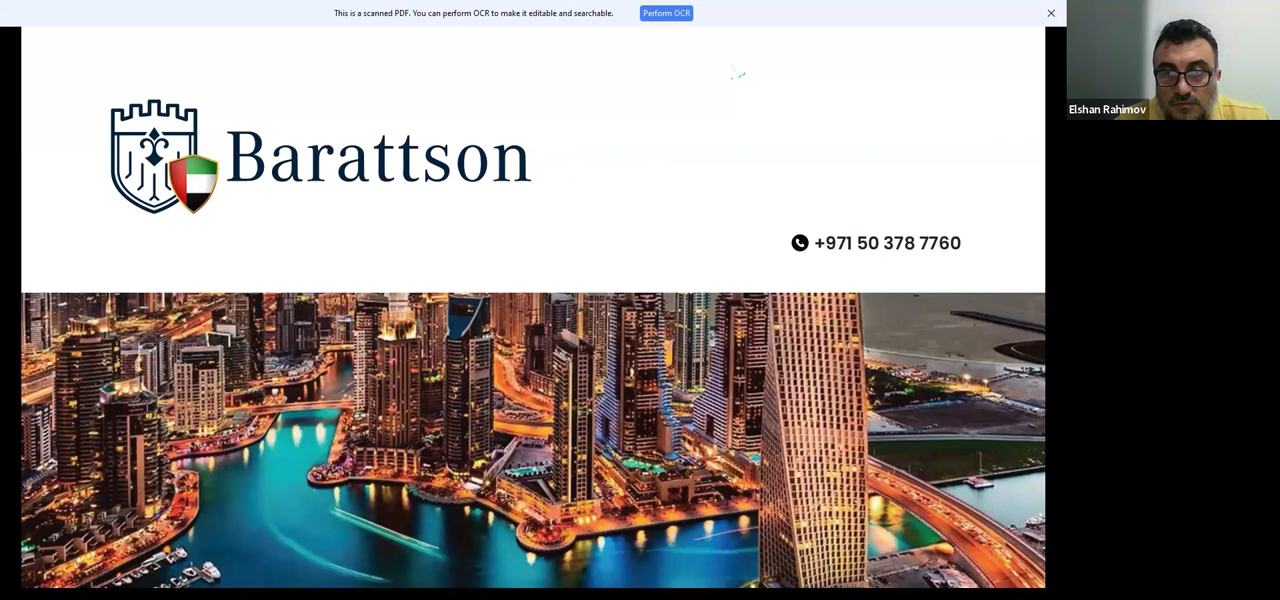 This is a scanned PDF. You can perform OCR to make it editable and searchable.
Perform OCR
Elshan Rahimov
Barattson
+971 50 378 7760